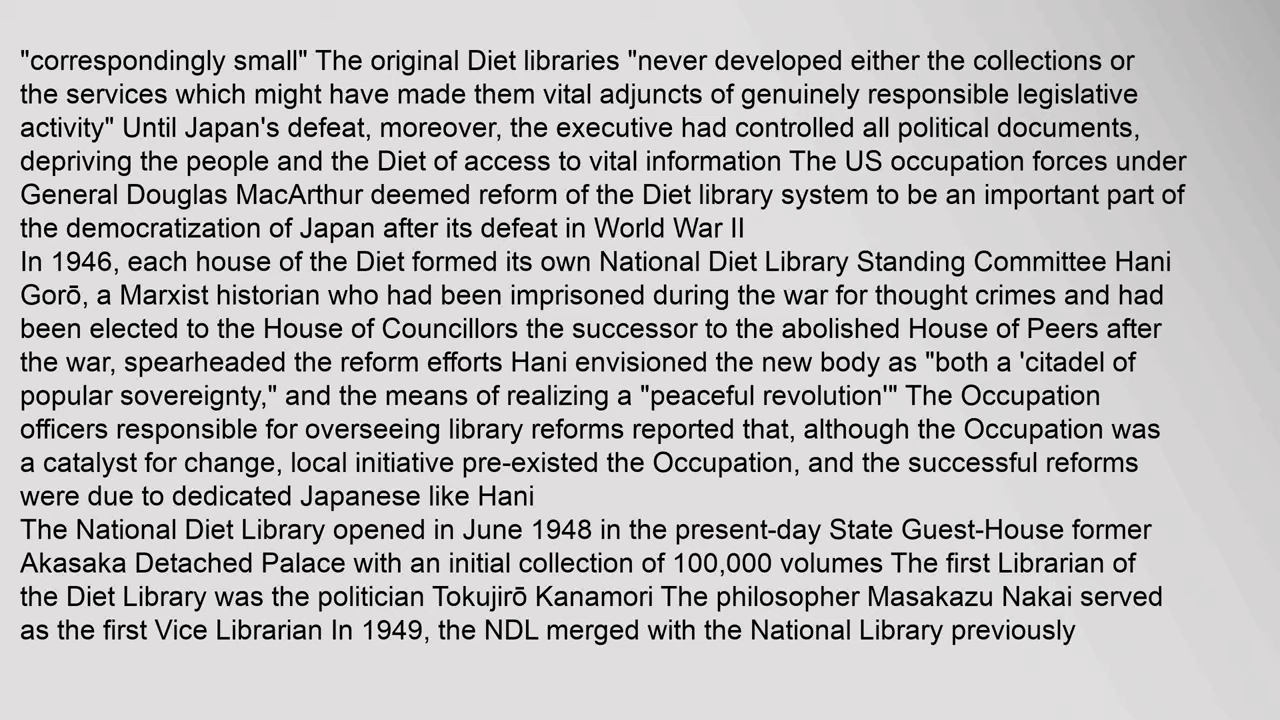 "correspondingly small" The original Diet libraries "never developed either the collections or
the services which might have made them vital adjuncts of genuinely responsible legislative
activity" Until Japan's defeat, moreover, the executive had controlled all political documents,
depriving the people and the Diet of access to vital information The US occupation forces under
General Douglas MacArthur deemed reform of the Diet library system to be an important part of
the democratization of Japan after its defeat in World War II
In 1946, each house of the Diet formed its own National Diet Library Standing Committee Hani
Gorō, a Marxist historian who had been imprisoned during the war for thought crimes and had
been elected to the House of Councillors the successor to the abolished House of Peers after
the war, spearheaded the reform efforts Hani envisioned the new body as "both a 'citadel of
popular sovereignty," and the means of realizing a "peaceful revolution'" The Occupation
officers responsible for overseeing library reforms reported that, although the Occupation was
a catalyst for change, local initiative pre-existed the Occupation, and the successful reforms
were due to dedicated Japanese like Hani
The National Diet Library opened in June 1948 in the present-day State Guest-House former
Akasaka Detached Palace with an initial collection of 100,000 volumes The first Librarian of
the Diet Library was the politician Tokujirō Kanamori The philosopher Masakazu Nakai served
as the first Vice Librarian In 1949, the NDL merged with the National Library previously